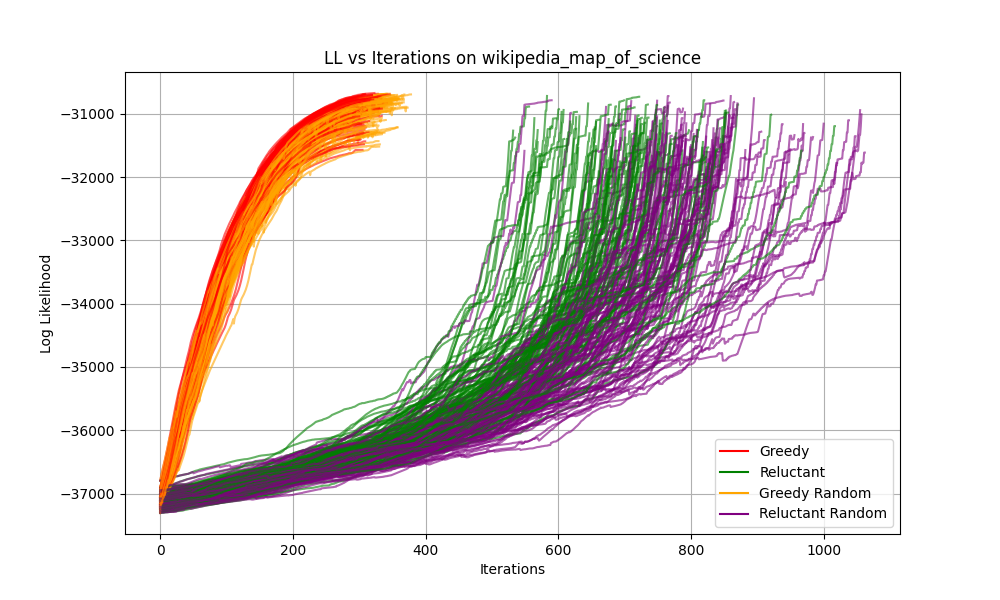 LL vs Iterations on wikipedia_map_of_science
Log Likelihood
−31000
−32000
−33000
−34000
−35000
−36000
−37000
0 200 400 600 800 1000
Iterations
Greedy
Reluctant
Greedy Random
Reluctant Random